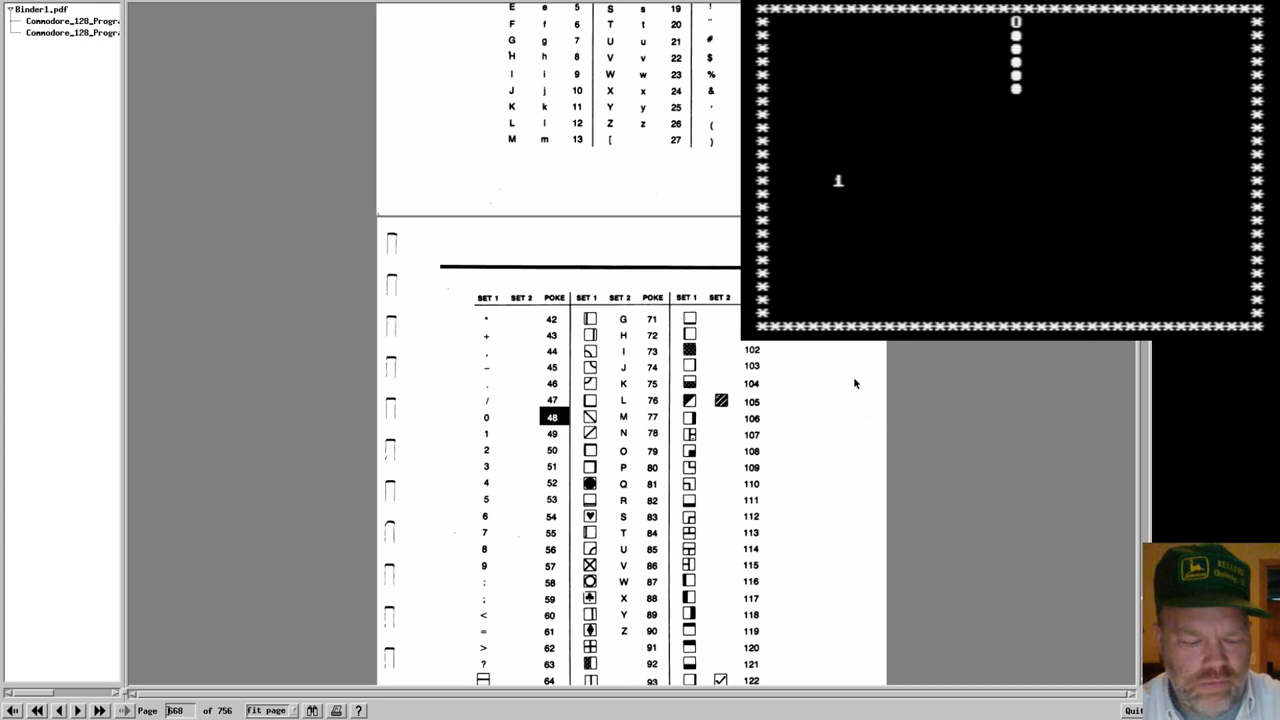 Binder1.pdf
Commodore_128_Progra
Commodore_128_Progra
E e 5 S s 19 !
F f 6 T t 20 "
G g 7 U u 21 #
H h 8 V v 22 $
I i 9 W w 23 %
J j 10 X x 24 &
K k 11 Y y 25 '
L l 12 Z z 26 (
M m 13 [ 27 )
SET 1 SET 2 POKE SET 1 SET 2 POKE SET 1 SET 2
* 42 G 71
+ 43 H 72
, 44 I 73 102
– 45 J 74 103
. 46 K 75 104
/ 47 L 76 105
0 48 M 77 106
1 49 N 78 107
2 50 O 79 108
3 51 P 80 109
4 52 Q 81 110
5 53 R 82 111
6 54 S 83 112
7 55 T 84 113
8 56 U 85 114
9 57 V 86 115
: 58 W 87 116
; 59 X 88 117
< 60 Y 89 118
= 61 Z 90 119
> 62 91 120
? 63 92 121
64 93 122
1
Page 668 of 756 fit page ? Quit